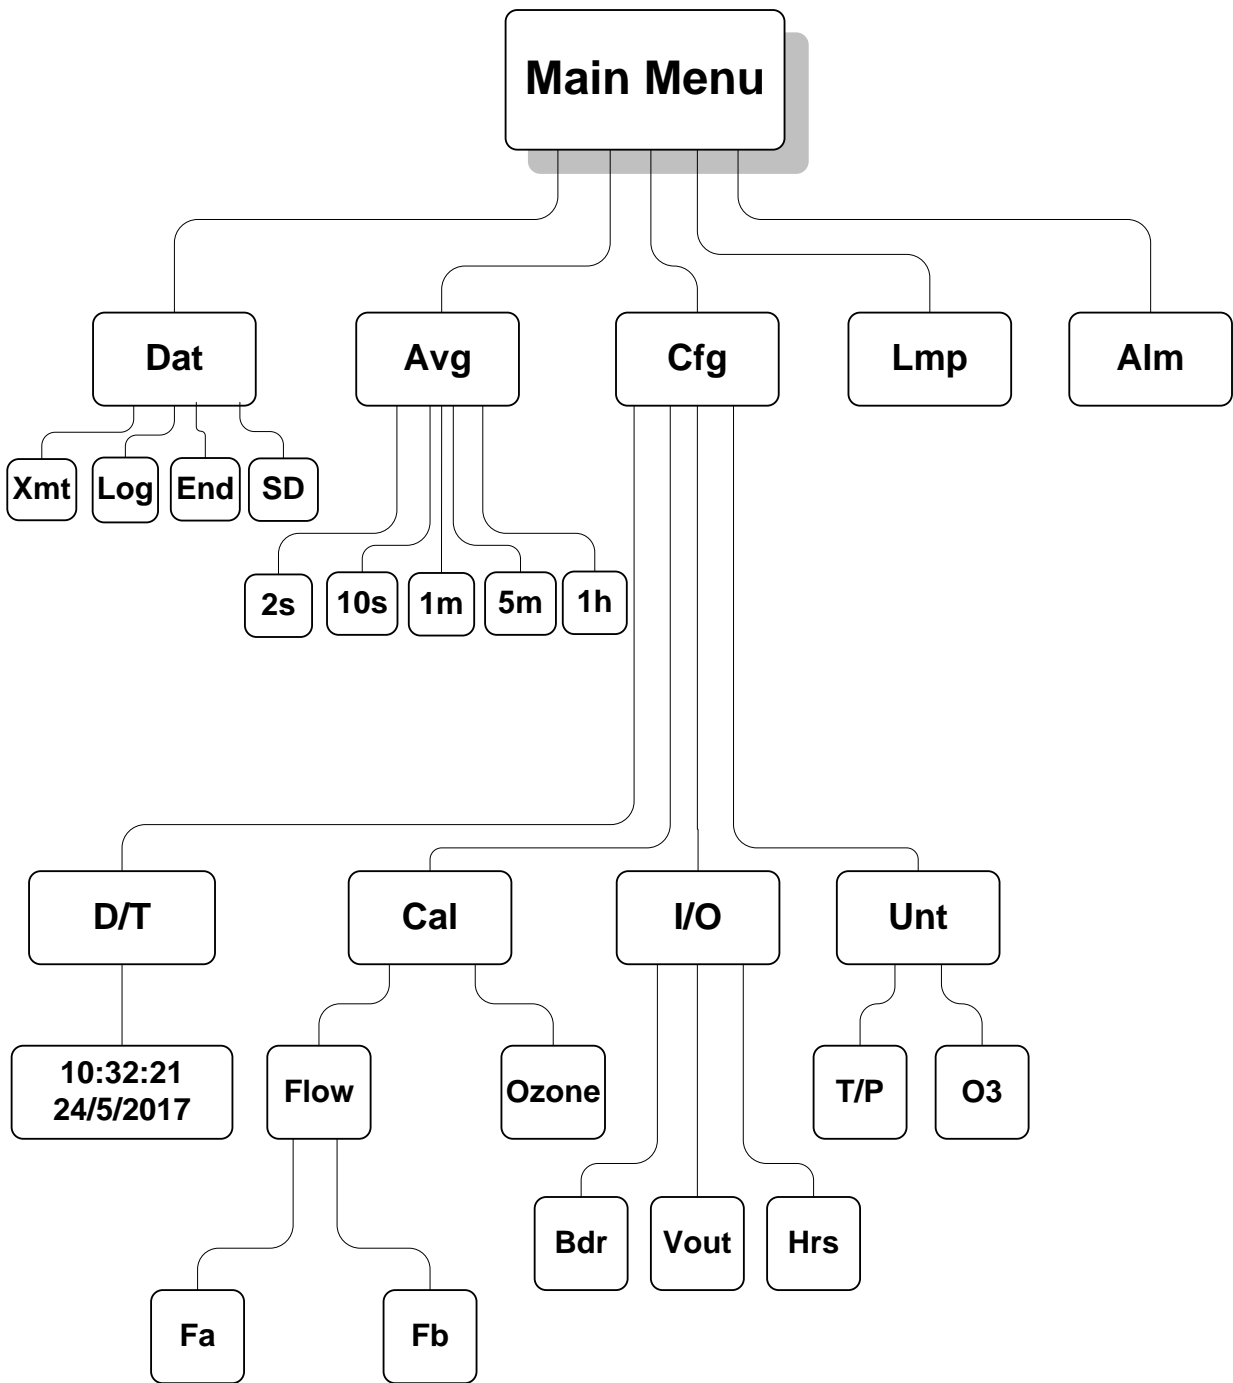 Main Menu
Dat
Avg
Cfg
Lmp
Alm
Xmt
Log
End
SD
2s
10s
1m
5m
1h
D/T
Cal
I/O
Unt
10:32:21
24/5/2017
Flow
Ozone
T/P
O3
Bdr
Vout
Hrs
Fa
Fb